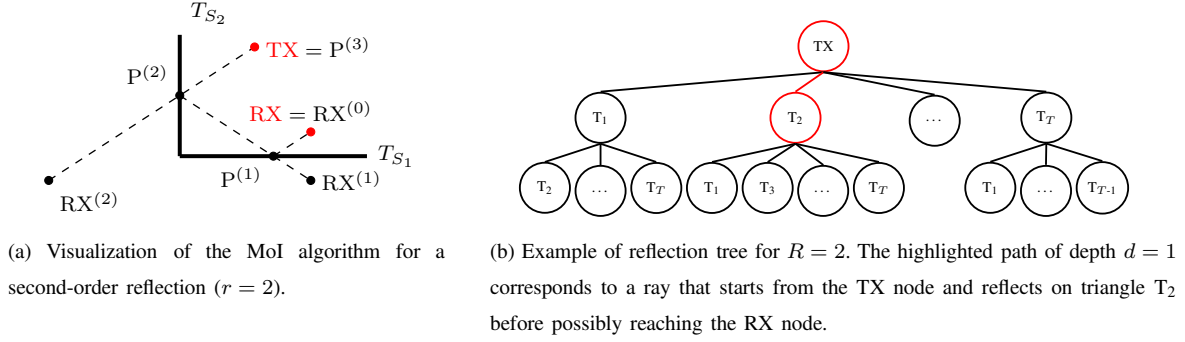 T_{S_2}
TX = P^{(3)}
P^{(2)}
RX = RX^{(0)}
T_{S_1}
P^{(1)}
RX^{(1)}
RX^{(2)}
(a) Visualization of the MoI algorithm for a
second-order reflection (r = 2).
TX
T_1 T_2 ... T_T
T_2 ... T_T T_1 T_3 ... T_T T_1 ... T_{T-1}
(b) Example of reflection tree for R = 2. The highlighted path of depth d = 1
corresponds to a ray that starts from the TX node and reflects on triangle T_2
before possibly reaching the RX node.